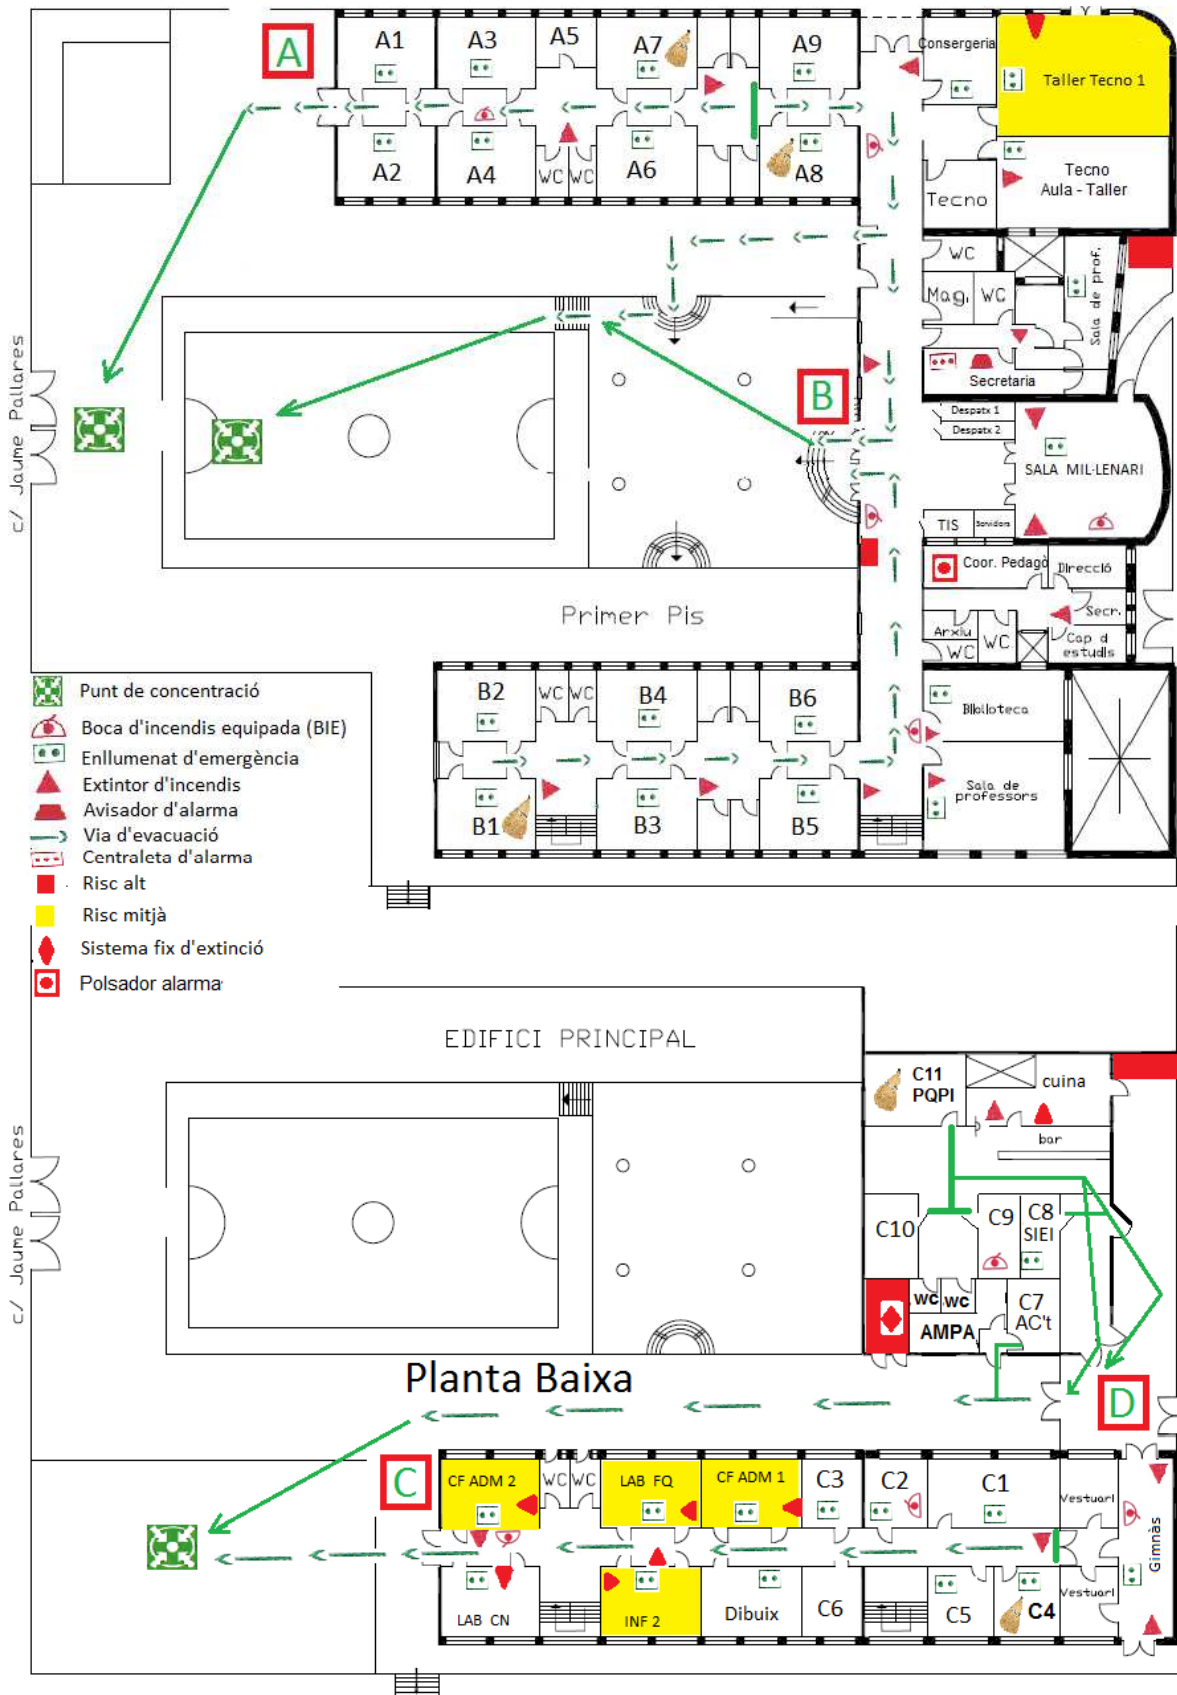 A
A1
A3
A5
A7
A9
Consergeria
Taller Tecno 1
A2
A4
WC
WC
A6
A8
Tecno
Tecno
Aula - Taller
WC
Mag.
WC
Sala de prof.
Secretaria
B
Despatx 1
Despatx 2
SALA MIL·LENARI
c/ Jaume Pallares
TIS
Servidors
Coor. Pedagò
Direcció
Secr.
Arxiu
WC
WC
Cap d
estudis
Primer Pis
B2
WC
WC
B4
B6
Biblioteca
Sala de
professors
B1
B3
B5
Punt de concentració
Boca d'incendis equipada (BIE)
Enllumenat d'emergència
Extintor d'incendis
Avisador d'alarma
Via d'evacuació
Centraleta d'alarma
Risc alt
Risc mitjà
Sistema fix d'extinció
Polsador alarma
EDIFICI PRINCIPAL
C11
PQPI
cuina
bar
c/ Jaume Pallares
C10
C9
C8
SIEI
wc
wc
C7
AC't
AMPA
Planta Baixa
D
C
CF ADM 2
WC
WC
LAB FQ
CF ADM 1
C3
C2
C1
Vestuari
Gimnàs
LAB CN
INF 2
Dibuix
C6
C5
C4
Vestuari